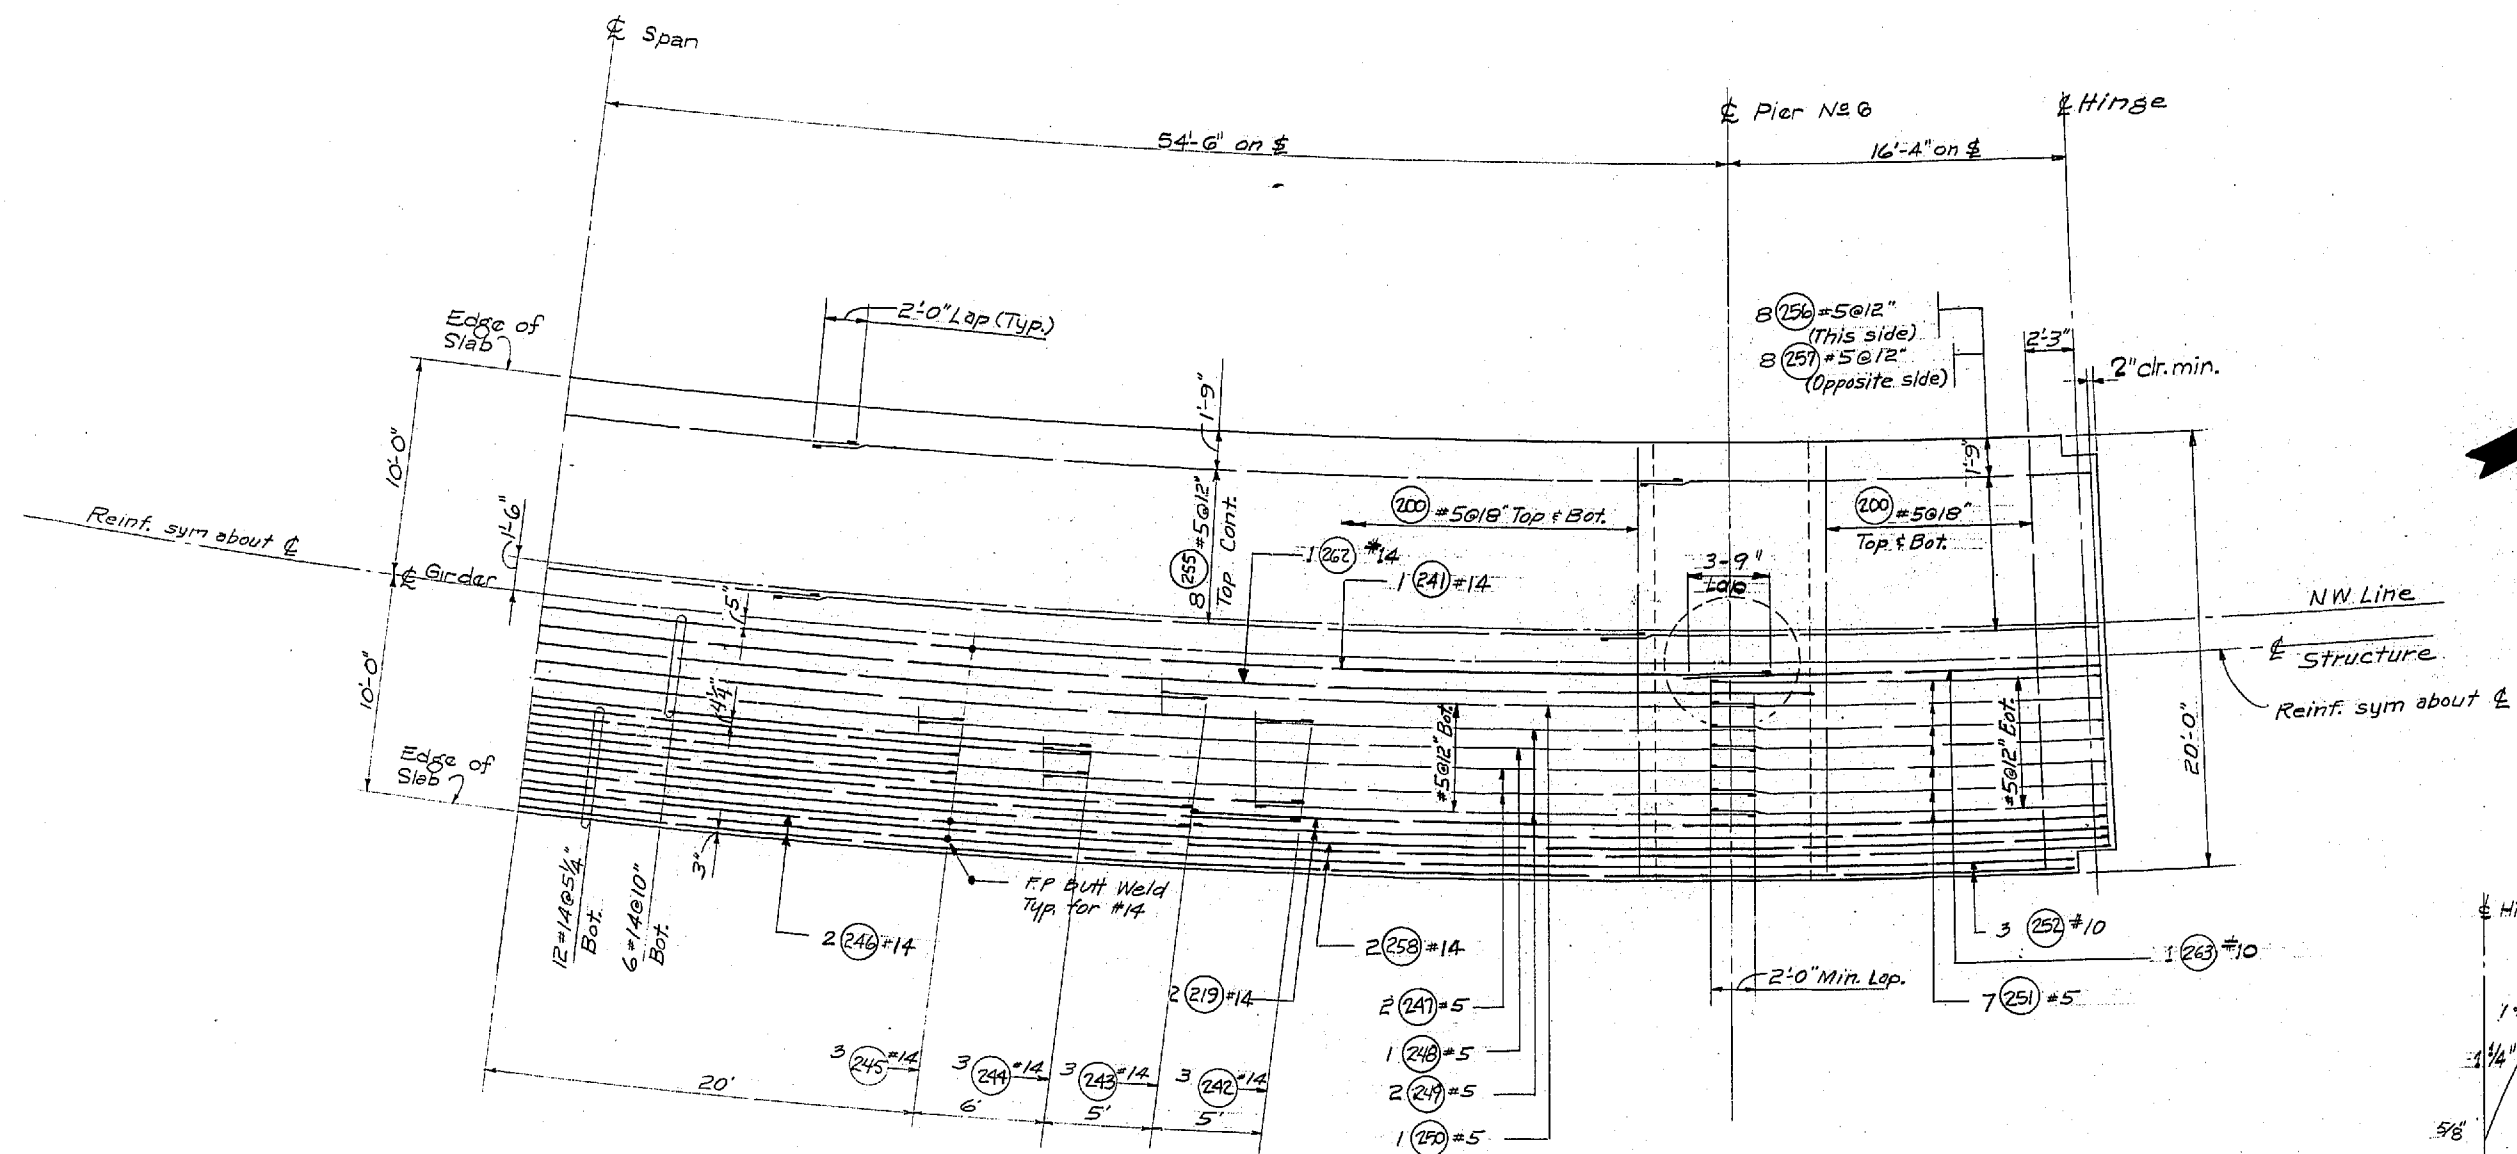 ℄ Span
℄ Pier No 6
℄ Hinge
54'-6" on ℄
16'-4" on ℄
2'-0" Lap (Typ.)
8 (256) #5@12"
(This side)
8 (257) #5@12"
(Opposite side)
2'-3"
2" clr. min.
Edge of
Slab
10'-0"
1'-9"
1'-9"
Reinf. sym about ℄
1'-6"
℄ Girder
8 (255) #5@12"
Top Cont.
(200) #5@18" Top & Bot.
(200) #5@18"
Top & Bot.
1 (262) #14
1 (241) #14
3-9"
Lap
NW. Line
℄ Structure
Reinf. sym about ℄
5"
4 1/4"
10'-0"
Edge of
Slab
#5@12" Bot.
#5@12" Bot.
20'-0"
3"
12 #14@5 1/4"
Bot.
6 #14@10"
Bot.
F.P Butt Weld
Typ. for #14
2 (246) #14
2 (258) #14
2 (219) #14
3 (252) #10
1 (263) #10
2'-0" Min. Lap.
7 (251) #5
2 (247) #5
1 (248) #5
2 (249) #5
1 (250) #5
3 (245) #14
3 (244) #14
3 (243) #14
3 (242) #14
20'
6'
5'
5'
5/8"